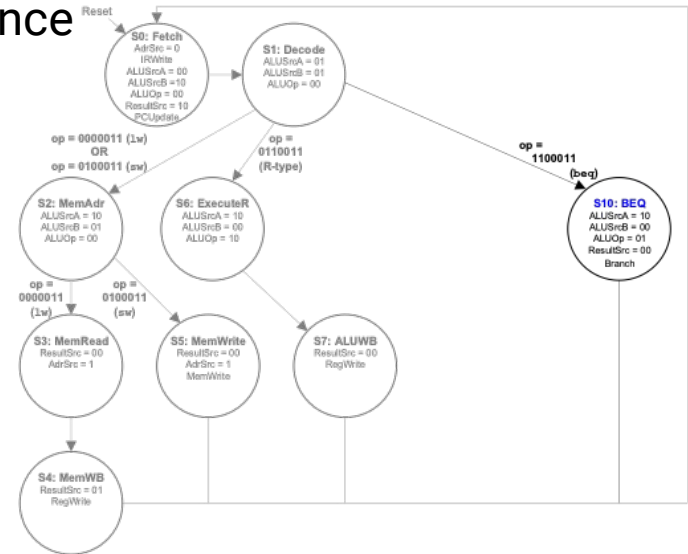 nce
Reset
S0: Fetch
AdrSrc = 0
IRWrite
ALUSrcA = 00
ALUSrcB =10
ALUOp = 00
ResultSrc = 10
PCUpdate
S1: Decode
ALUSrcA = 01
ALUSrcB = 01
ALUOp = 00
op = 0000011 (lw)
OR
op = 0100011 (sw)
op =
0110011
(R-type)
op =
1100011
(beq)
S2: MemAdr
ALUSrcA = 10
ALUSrcB = 01
ALUOp = 00
S6: ExecuteR
ALUSrcA = 10
ALUSrcB = 00
ALUOp = 10
S10: BEQ
ALUSrcA = 10
ALUSrcB = 00
ALUOp = 01
ResultSrc = 00
Branch
op =
0000011
(lw)
op =
0100011
(sw)
S3: MemRead
ResultSrc = 00
AdrSrc = 1
S5: MemWrite
ResultSrc = 00
AdrSrc = 1
MemWrite
S7: ALUWB
ResultSrc = 00
RegWrite
S4: MemWB
ResultSrc = 01
RegWrite